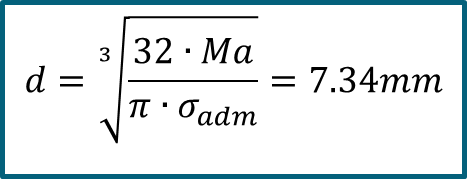 d = ∛(32 · Ma / π · σ_adm) = 7.34mm